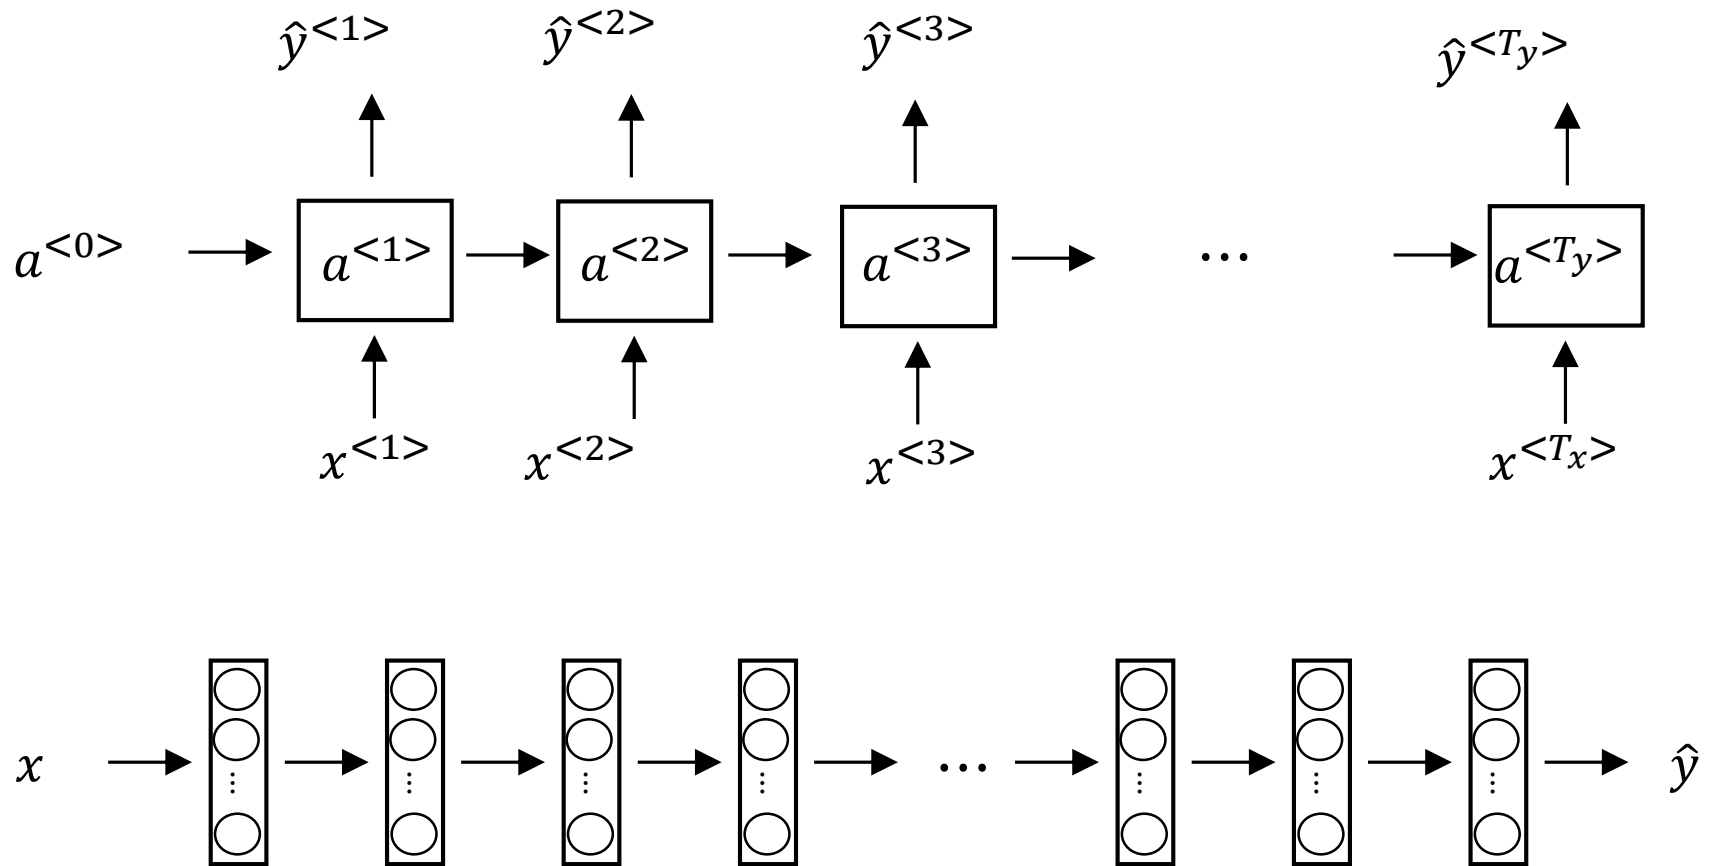 ŷ<1> ŷ<2> ŷ<3> ŷ<Ty>
a<0> a<1> a<2> a<3> ... a<Ty>
x<1> x<2> x<3> x<Tx>
x ... ŷ